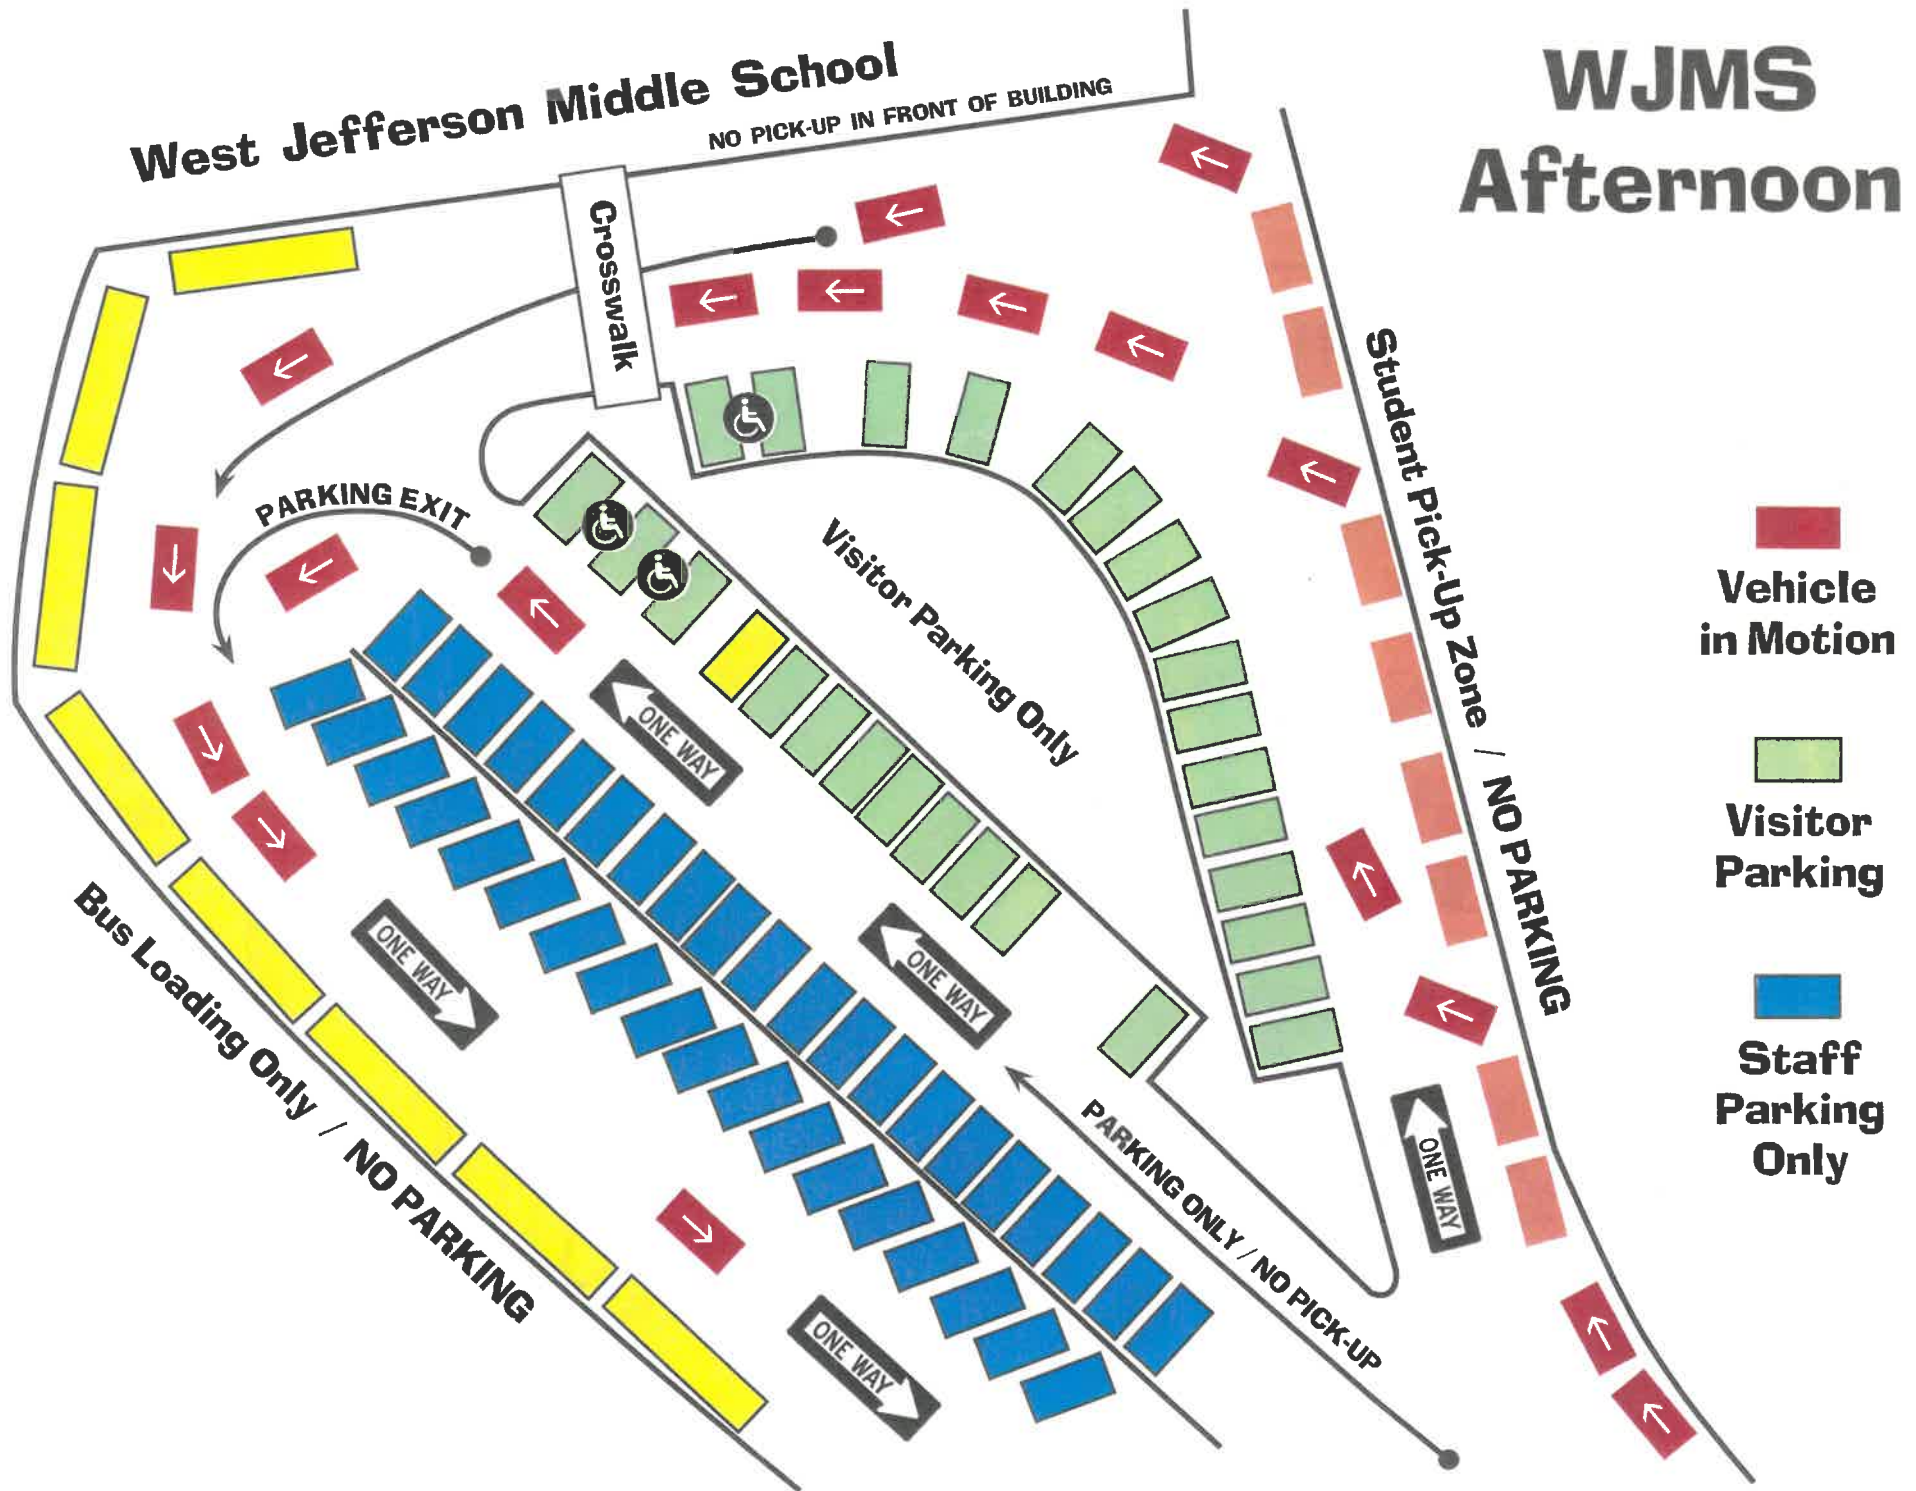 West Jefferson Middle School
NO PICK-UP IN FRONT OF BUILDING
WJMS
Afternoon
Crosswalk
PARKING EXIT
Visitor Parking Only
Student Pick-Up Zone / NO PARKING
ONE WAY
ONE WAY
ONE WAY
ONE WAY
ONE WAY
Bus Loading Only / NO PARKING
PARKING ONLY / NO PICK-UP
Vehicle
in Motion
Visitor
Parking
Staff
Parking
Only